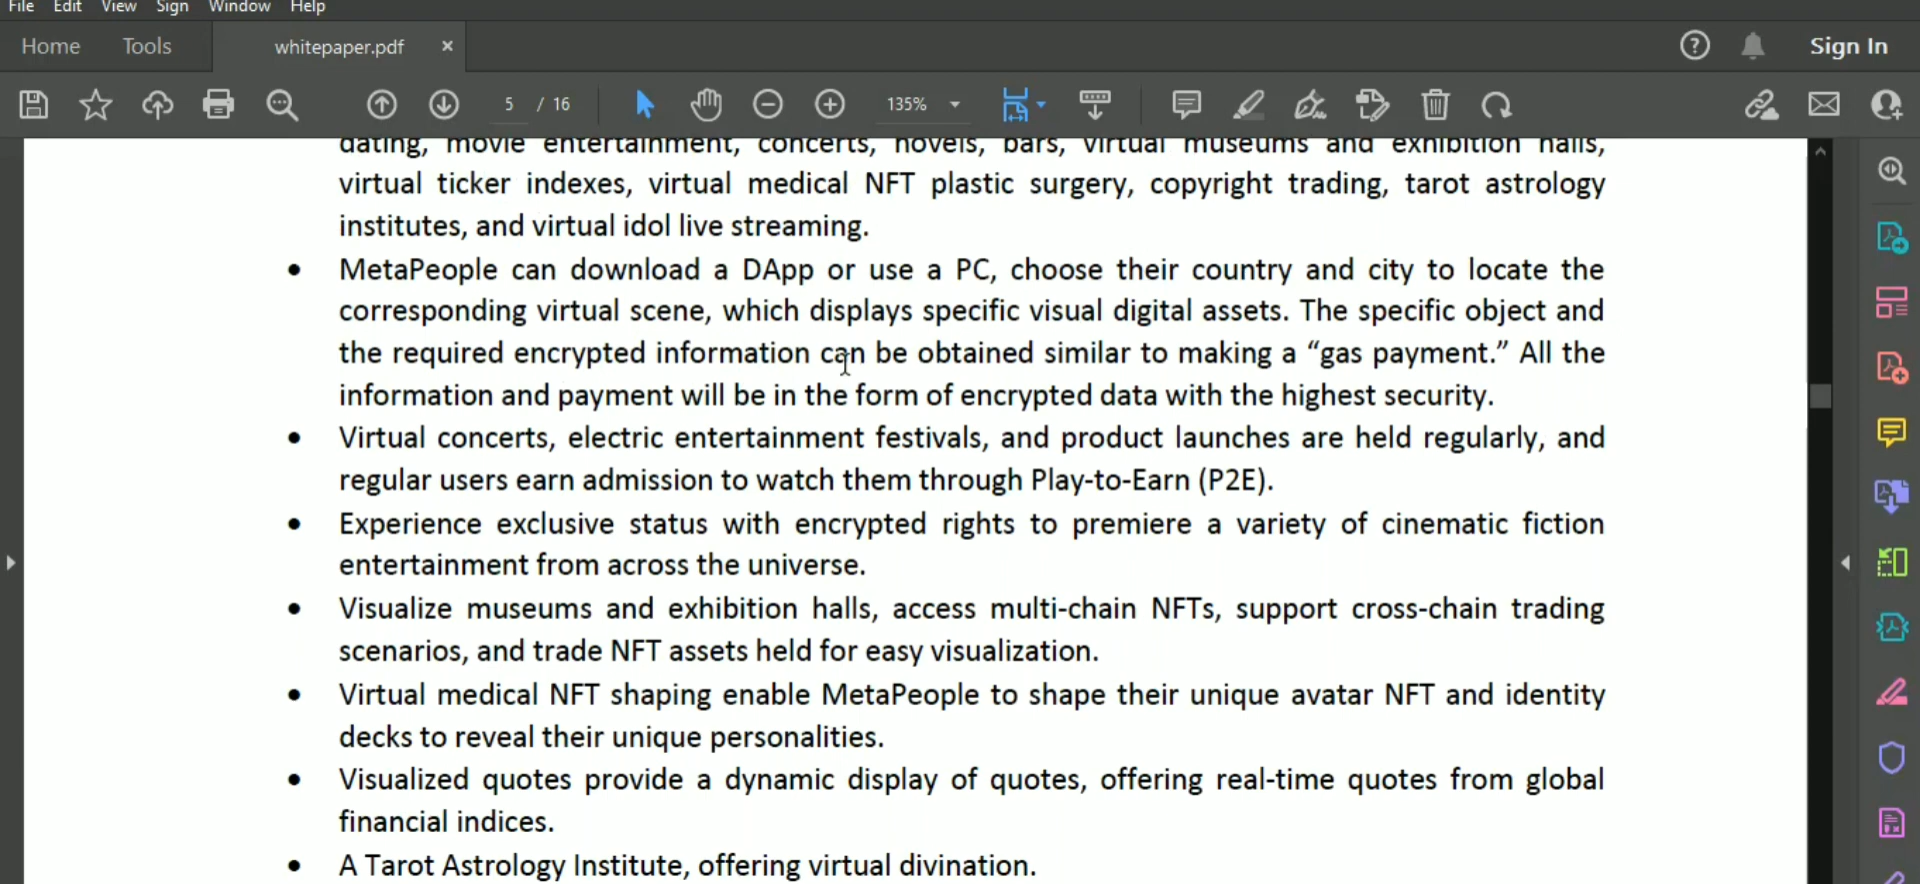 File Edit View Sign Window Help
Home Tools whitepaper.pdf × Sign In
5 / 16 135%
dating, movie entertainment, concerts, novels, bars, virtual museums and exhibition halls,
virtual ticker indexes, virtual medical NFT plastic surgery, copyright trading, tarot astrology
institutes, and virtual idol live streaming.
• MetaPeople can download a DApp or use a PC, choose their country and city to locate the
corresponding virtual scene, which displays specific visual digital assets. The specific object and
the required encrypted information can be obtained similar to making a “gas payment.” All the
information and payment will be in the form of encrypted data with the highest security.
• Virtual concerts, electric entertainment festivals, and product launches are held regularly, and
regular users earn admission to watch them through Play-to-Earn (P2E).
• Experience exclusive status with encrypted rights to premiere a variety of cinematic fiction
entertainment from across the universe.
• Visualize museums and exhibition halls, access multi-chain NFTs, support cross-chain trading
scenarios, and trade NFT assets held for easy visualization.
• Virtual medical NFT shaping enable MetaPeople to shape their unique avatar NFT and identity
decks to reveal their unique personalities.
• Visualized quotes provide a dynamic display of quotes, offering real-time quotes from global
financial indices.
• A Tarot Astrology Institute, offering virtual divination.